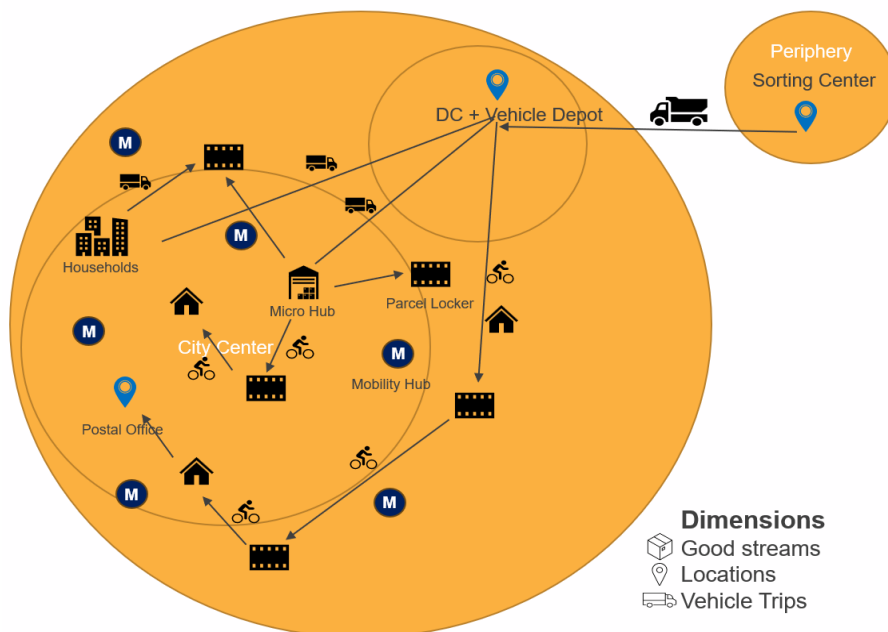 Periphery
Sorting Center
DC + Vehicle Depot
M
M
Households
Micro Hub
Parcel Locker
M
City Center
M
Mobility Hub
Postal Office
M
M
Dimensions
Good streams
Locations
Vehicle Trips